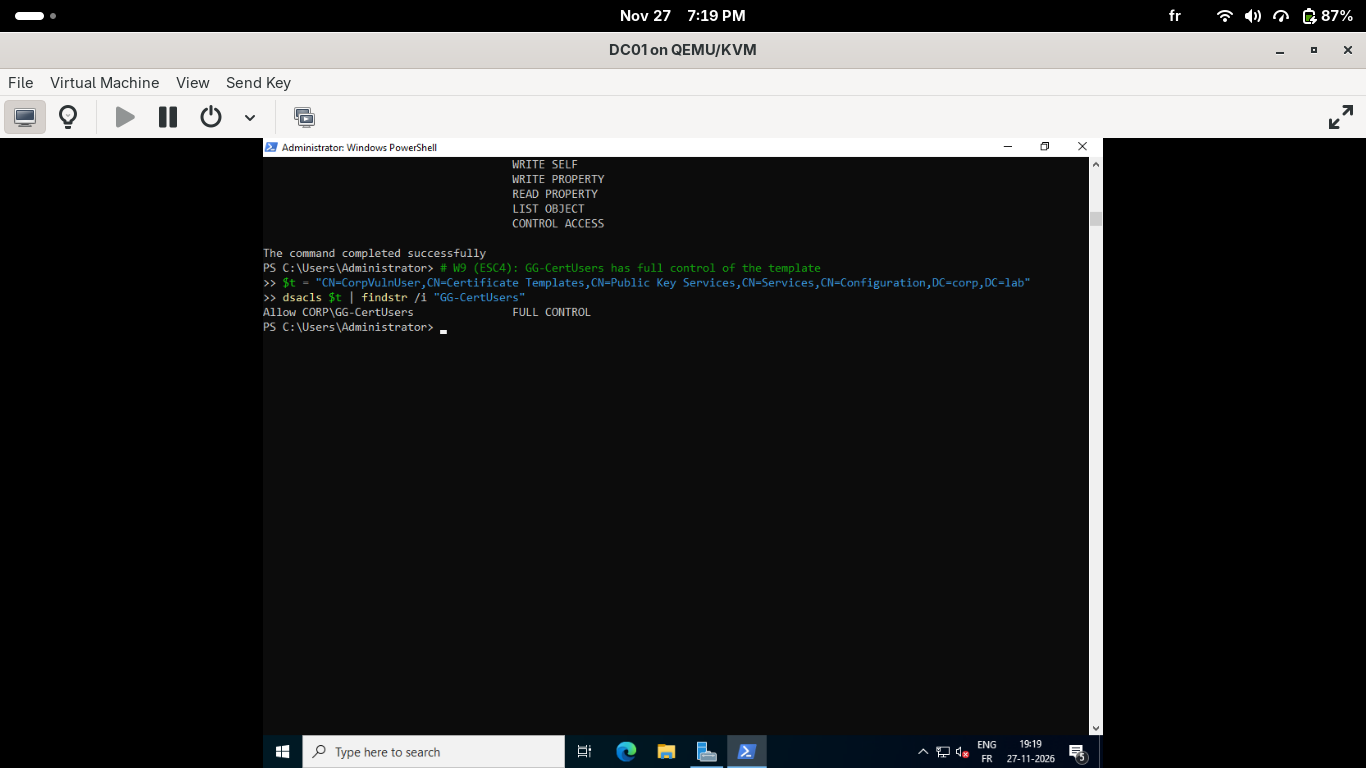 Nov 27 7:19 PM
fr
87%
DC01 on QEMU/KVM
File Virtual Machine View Send Key
Administrator: Windows PowerShell
WRITE SELF
WRITE PROPERTY
READ PROPERTY
LIST OBJECT
CONTROL ACCESS
The command completed successfully
PS C:\Users\Administrator> # W9 (ESC4): GG-CertUsers has full control of the template
>> $t = "CN=CorpVulnUser,CN=Certificate Templates,CN=Public Key Services,CN=Services,CN=Configuration,DC=corp,DC=lab"
>> dsacls $t | findstr /i "GG-CertUsers"
Allow CORP\GG-CertUsers FULL CONTROL
PS C:\Users\Administrator>
Type here to search
ENG
FR
19:19
27-11-2026
5